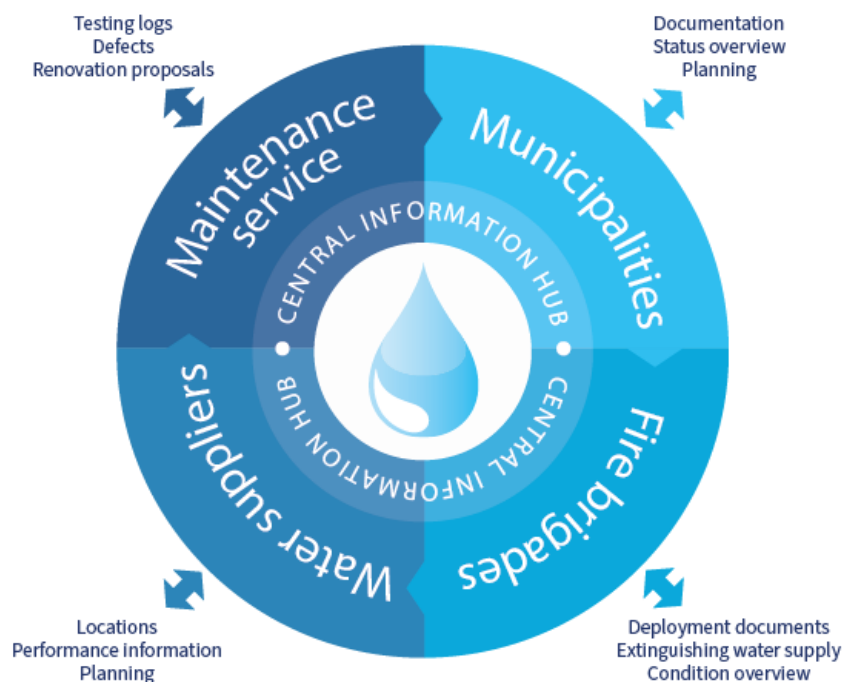 Testing logs
Defects
Renovation proposals
Documentation
Status overview
Planning
Maintenance
service
Municipalities
CENTRAL INFORMATION HUB
CENTRAL INFORMATION HUB
Water suppliers
Fire brigades
Locations
Performance information
Planning
Deployment documents
Extinguishing water supply
Condition overview